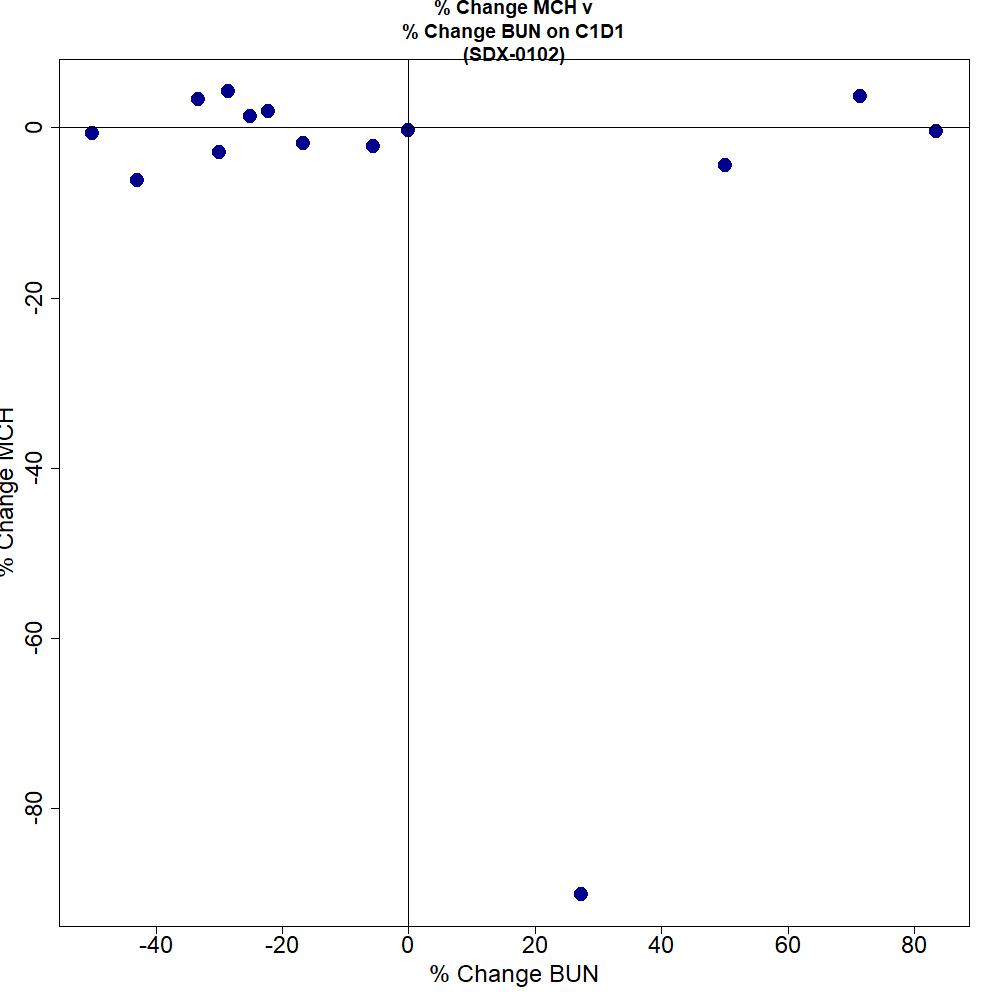 % Change MCH v
% Change BUN on C1D1
(SDX-0102)
0
-20
-40
-60
-80
% Change MCH
-40 -20 0 20 40 60 80
% Change BUN